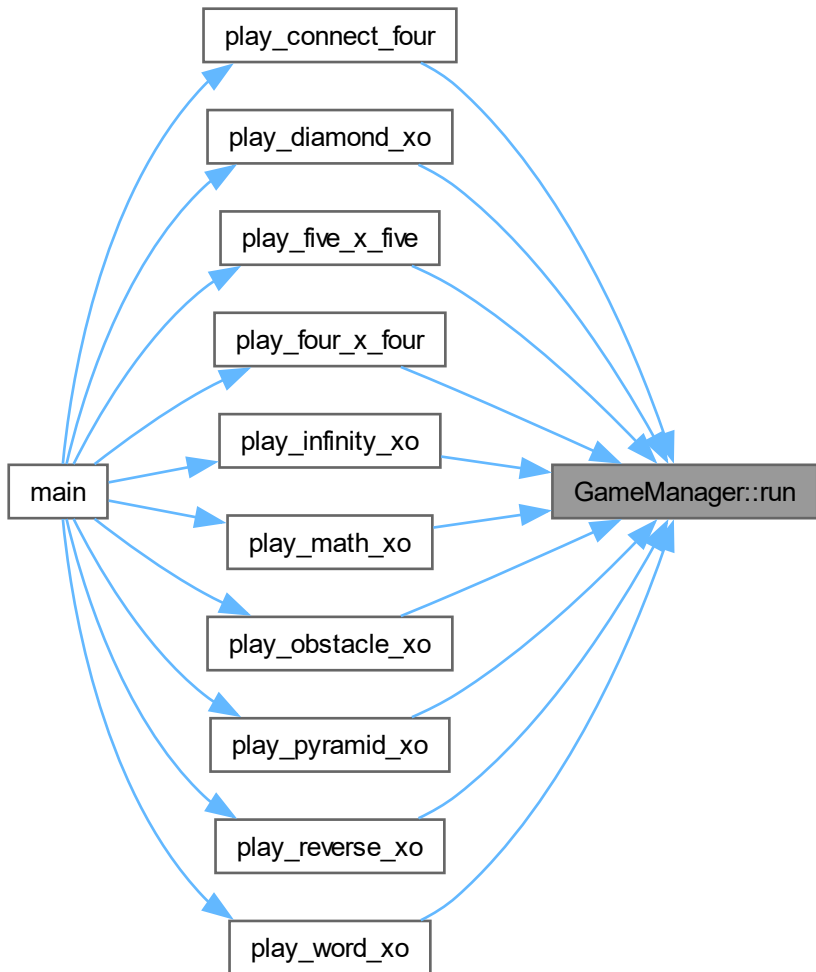 play_connect_four
play_diamond_xo
play_five_x_five
play_four_x_four
play_infinity_xo
main
GameManager::run
play_math_xo
play_obstacle_xo
play_pyramid_xo
play_reverse_xo
play_word_xo